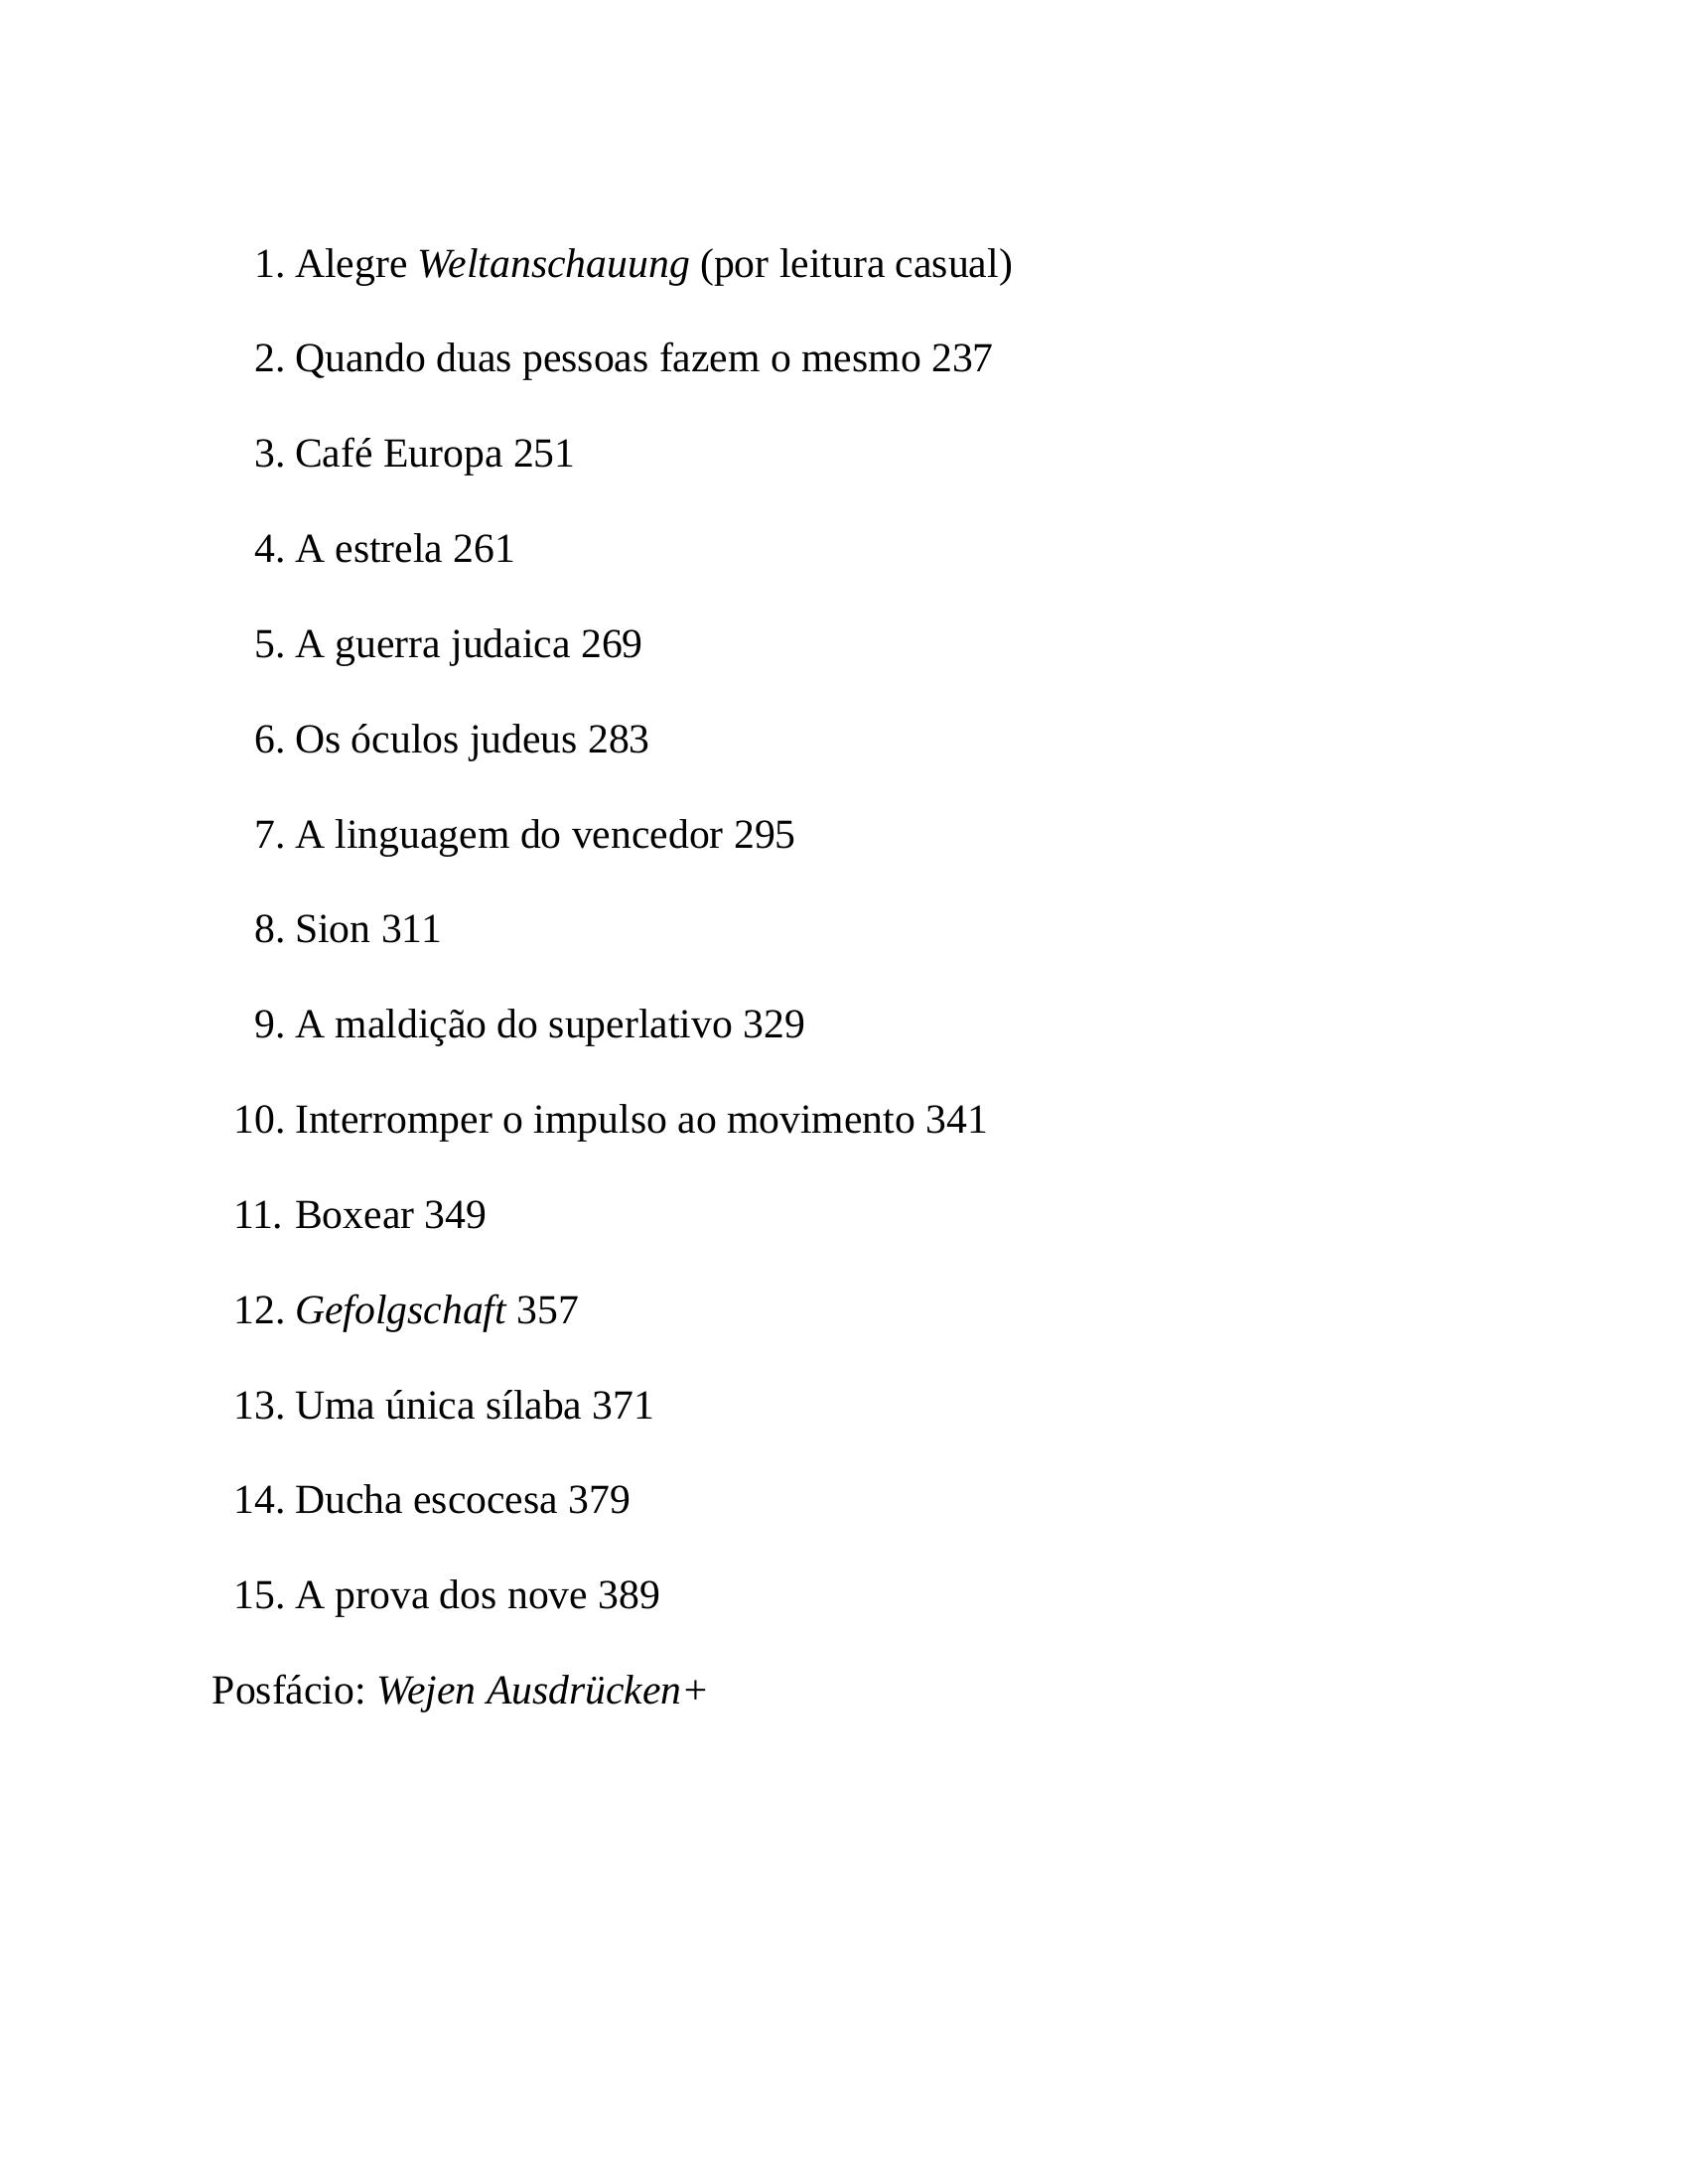 1. Alegre Weltanschauung (por leitura casual)
2. Quando duas pessoas fazem o mesmo 237
3. Café Europa 251
4. A estrela 261
5. A guerra judaica 269
6. Os óculos judeus 283
7. A linguagem do vencedor 295
8. Sion 311
9. A maldição do superlativo 329
10. Interromper o impulso ao movimento 341
11. Boxear 349
12. Gefolgschaft 357
13. Uma única sílaba 371
14. Ducha escocesa 379
15. A prova dos nove 389
Posfácio: Wejen Ausdrücken+